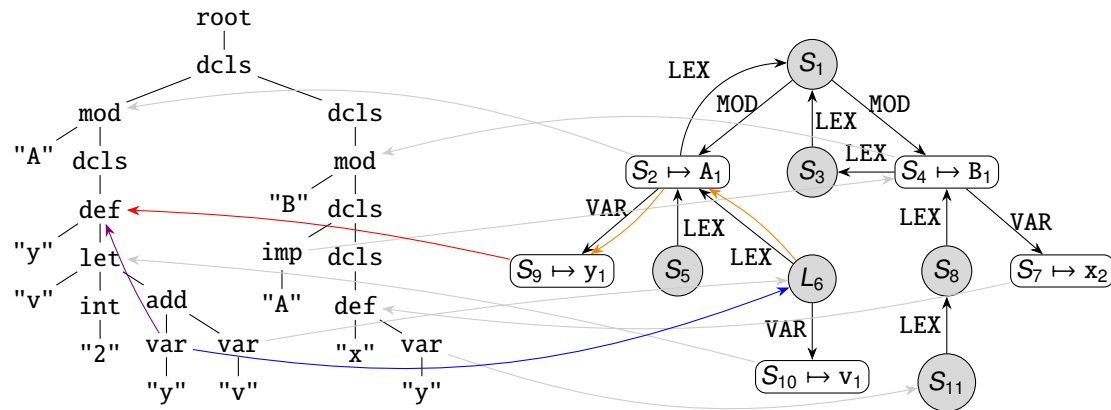 root
dcls
mod
dcls
"A"
dcls
mod
def
"B"
dcls
"y"
let
imp
dcls
"v"
int
add
"A"
def
"2"
var
var
"x"
var
"y"
"v"
"y"
S1
LEX
MOD
MOD
LEX
S2 ↦ A1
S3
LEX
S4 ↦ B1
VAR
LEX
LEX
LEX
VAR
S9 ↦ y1
S5
L6
S8
S7 ↦ x2
VAR
LEX
S10 ↦ v1
S11